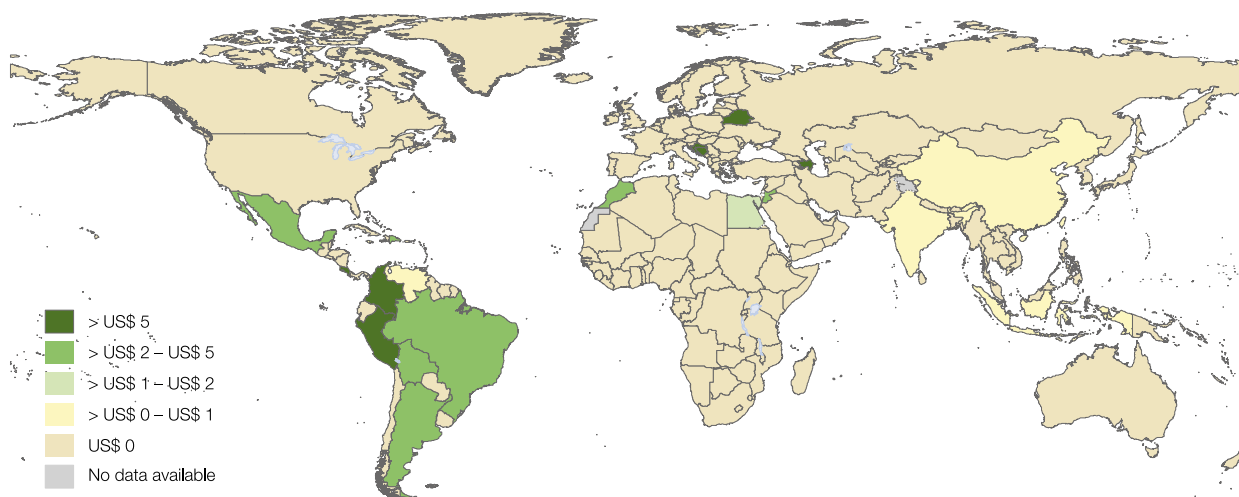 > US$ 5
> US$ 2 – US$ 5
> US$ 1 – US$ 2
> US$ 0 – US$ 1
US$ 0
No data available